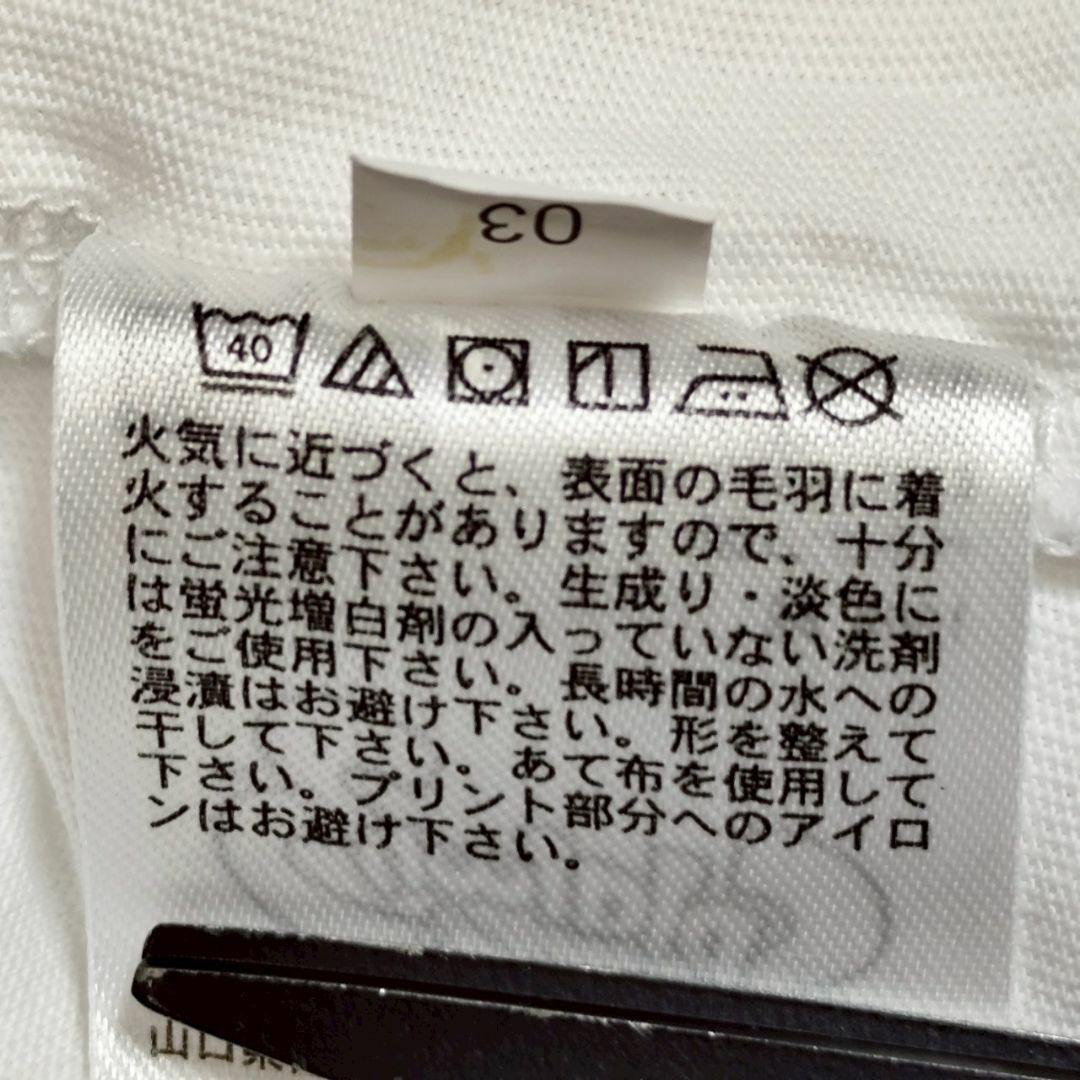 03
40
火気に近づくと、表面の毛羽に着
火することがありますので、十分
にご注意下さい。生成り・淡色に
は蛍光増白剤の入っていない洗剤
をご使用下さい。長時間の水への
浸漬はお避け下さい。形を整えて
干して下さい。あて布を使用して
下さい。プリント部分へのアイロ
ンはお避け下さい。
山口